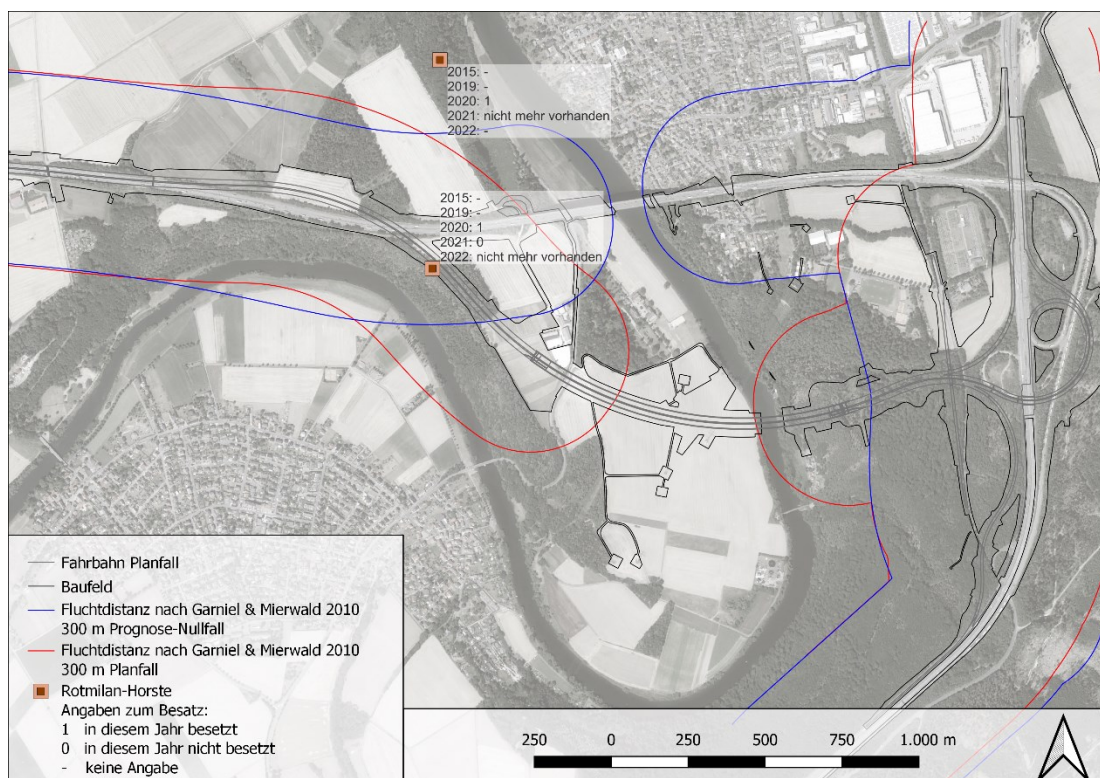 2015: -
2019: -
2020: 1
2021: nicht mehr vorhanden
2022: -
2015: -
2019: -
2020: 1
2021: 0
2022: nicht mehr vorhanden
Fahrbahn Planfall
Baufeld
Fluchtdistanz nach Garniel & Mierwald 2010
300 m Prognose-Nullfall
Fluchtdistanz nach Garniel & Mierwald 2010
300 m Planfall
Rotmilan-Horste
Angaben zum Besatz:
1 in diesem Jahr besetzt
0 in diesem Jahr nicht besetzt
- keine Angabe
250 0 250 500 750 1.000 m